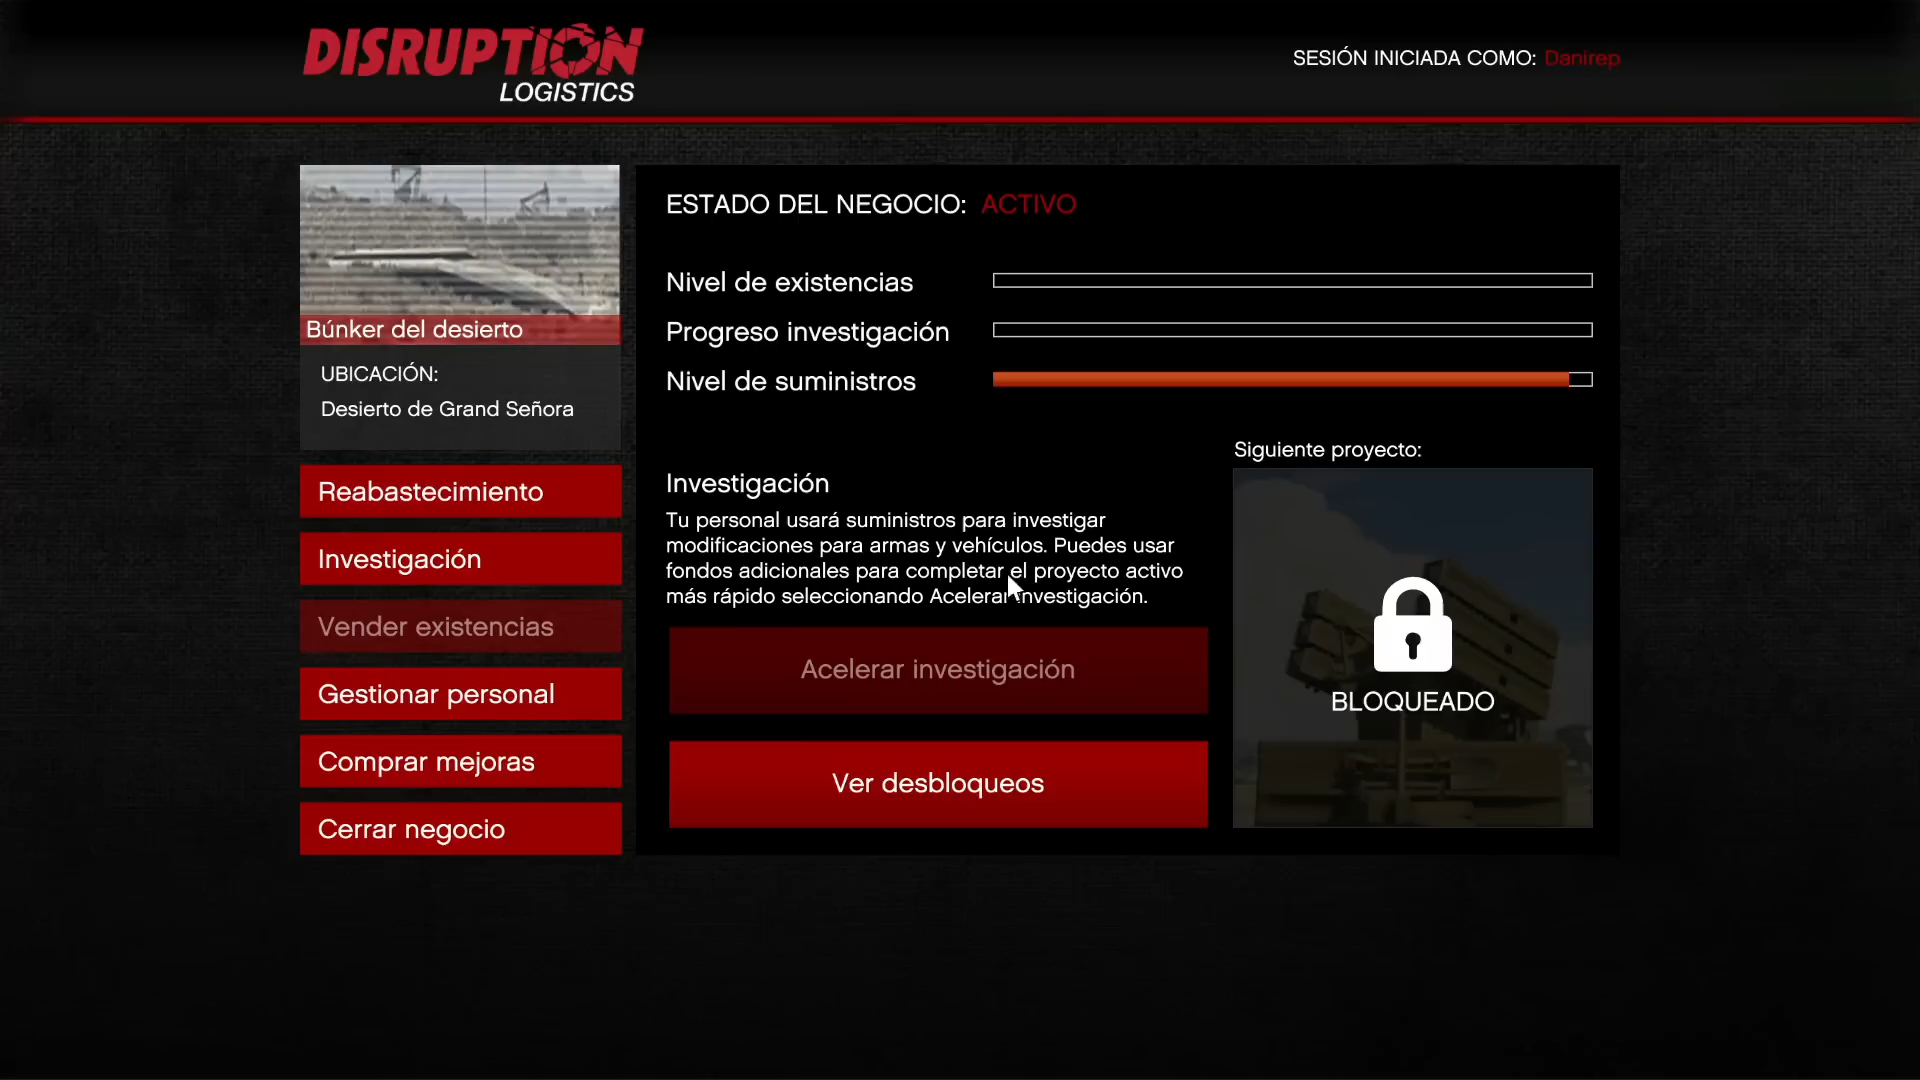 DISRUPTION
LOGISTICS
SESIÓN INICIADA COMO: Danirep
Búnker del desierto
UBICACIÓN:
Desierto de Grand Señora
Reabastecimiento
Investigación
Vender existencias
Gestionar personal
Comprar mejoras
Cerrar negocio
ESTADO DEL NEGOCIO: ACTIVO
Nivel de existencias
Progreso investigación
Nivel de suministros
Investigación
Tu personal usará suministros para investigar
modificaciones para armas y vehículos. Puedes usar
fondos adicionales para completar el proyecto activo
más rápido seleccionando Acelerar investigación.
Acelerar investigación
Ver desbloqueos
Siguiente proyecto:
BLOQUEADO